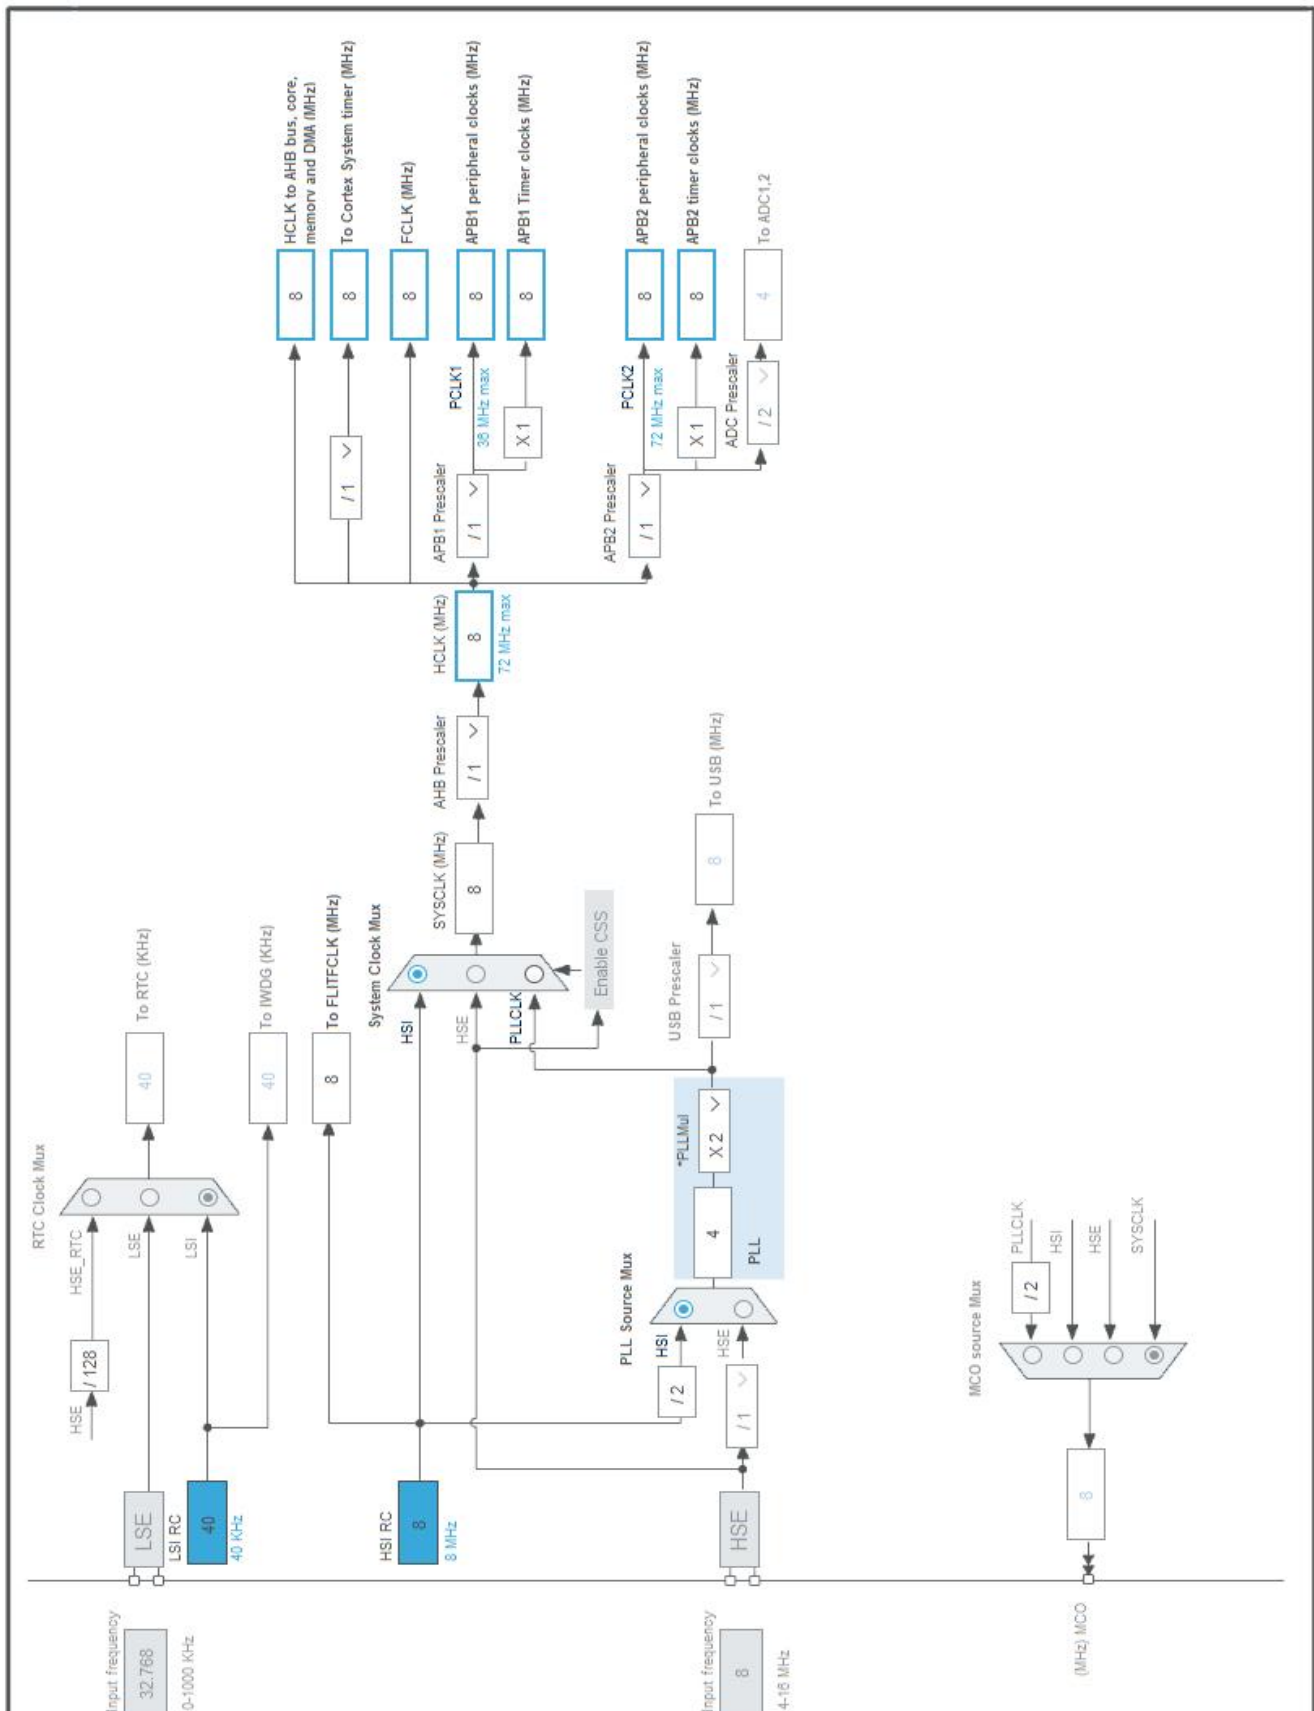 RTC Clock Mux
HSE
/ 128
HSE_RTC
Input frequency
32.768
0-1000 KHz
LSE
LSE
To RTC (KHz)
40
LSI RC
40
40 KHz
LSI
40
To IWDG (KHz)
8
To FLITFCLK (MHz)
System Clock Mux
HSI RC
8
8 MHz
HSI
HSE
PLLCLK
Enable CSS
SYSCLK (MHz)
8
AHB Prescaler
/ 1
HCLK (MHz)
8
72 MHz max
8
HCLK to AHB bus, core,
memory and DMA (MHz)
/ 1
8
To Cortex System timer (MHz)
8
FCLK (MHz)
APB1 Prescaler
/ 1
PCLK1
36 MHz max
8
APB1 peripheral clocks (MHz)
X 1
8
APB1 Timer clocks (MHz)
APB2 Prescaler
/ 1
PCLK2
72 MHz max
8
APB2 peripheral clocks (MHz)
X 1
8
APB2 timer clocks (MHz)
ADC Prescaler
/ 2
4
To ADC1,2
PLL Source Mux
/ 2
HSI
Input frequency
8
4-16 MHz
HSE
/ 1
HSE
4
*PLLMul
X 2
PLL
USB Prescaler
/ 1
8
To USB (MHz)
MCO source Mux
(MHz) MCO
8
/ 2
PLLCLK
HSI
HSE
SYSCLK